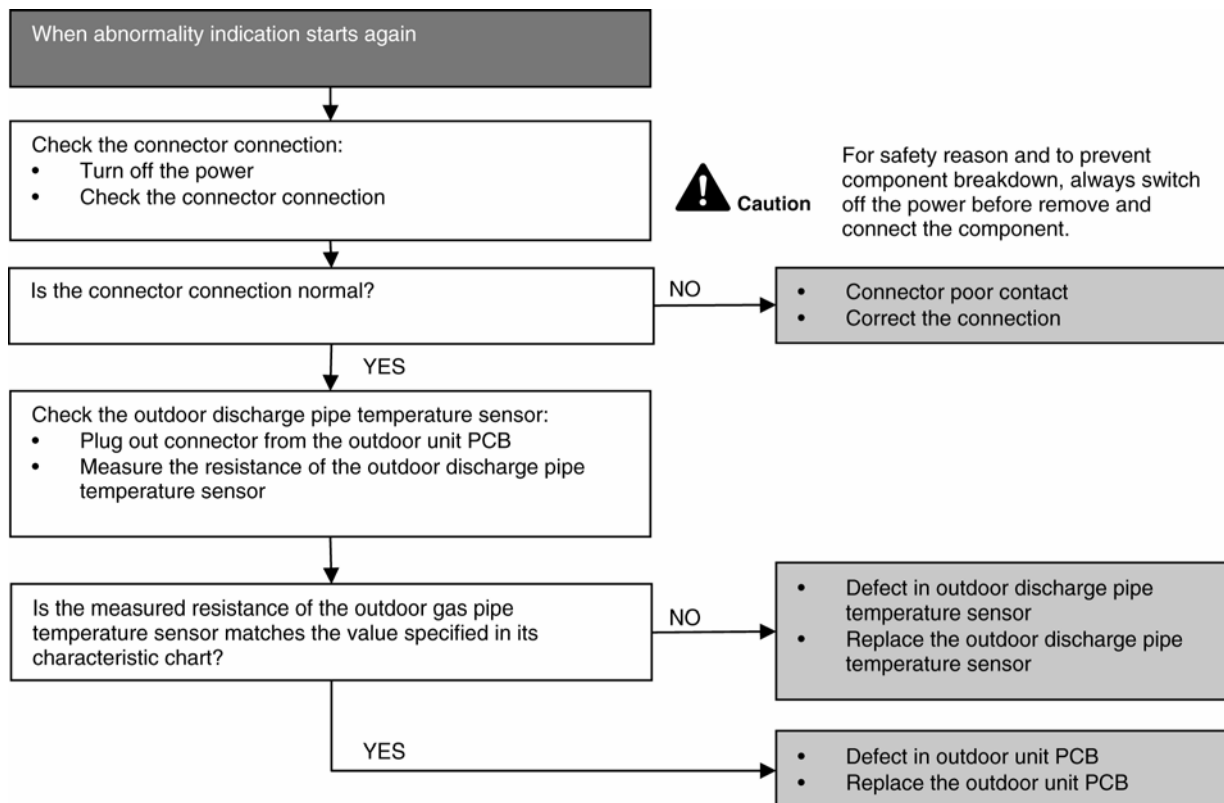 When abnormality indication starts again
Check the connector connection:
• Turn off the power
• Check the connector connection
Caution
For safety reason and to prevent
component breakdown, always switch
off the power before remove and
connect the component.
Is the connector connection normal?
NO
• Connector poor contact
• Correct the connection
YES
Check the outdoor discharge pipe temperature sensor:
• Plug out connector from the outdoor unit PCB
• Measure the resistance of the outdoor discharge pipe
temperature sensor
Is the measured resistance of the outdoor gas pipe
temperature sensor matches the value specified in its
characteristic chart?
NO
• Defect in outdoor discharge pipe
temperature sensor
• Replace the outdoor discharge pipe
temperature sensor
YES
• Defect in outdoor unit PCB
• Replace the outdoor unit PCB